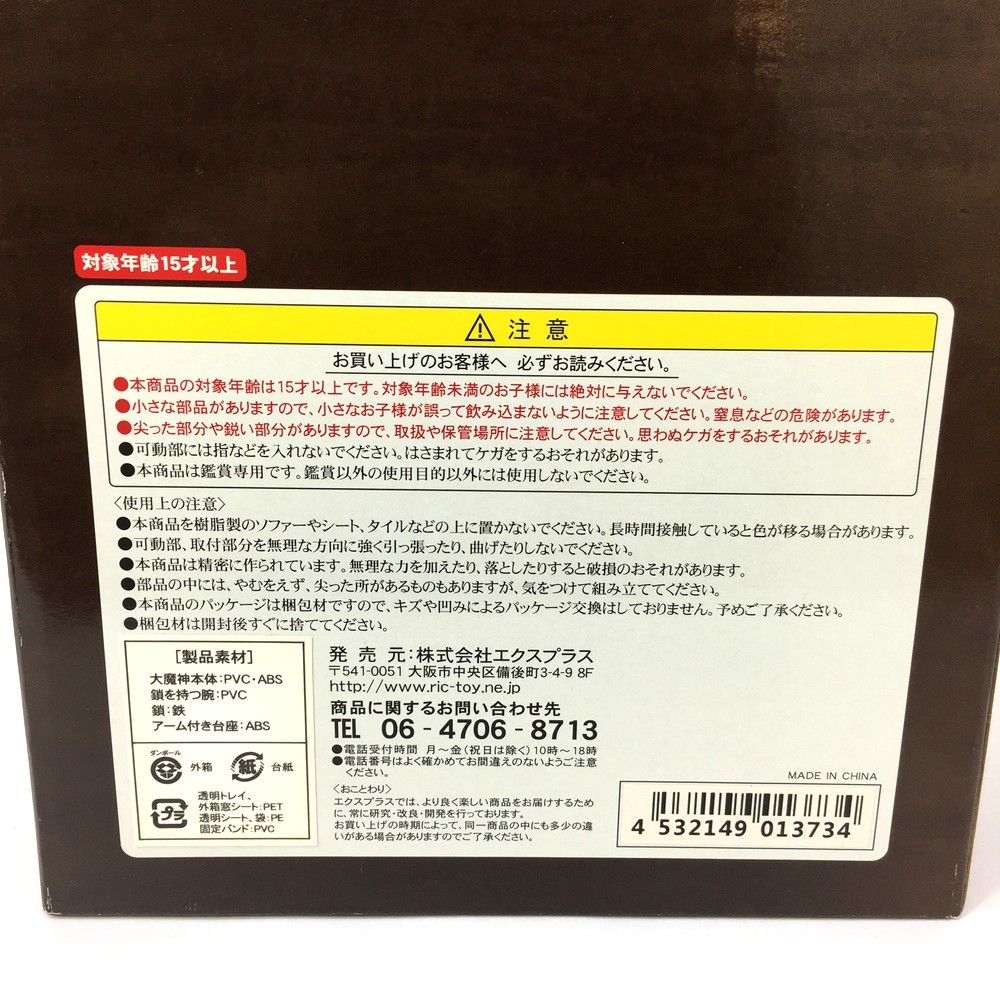 対象年齢15才以上
⚠ 注意
お買い上げのお客様へ 必ずお読みください。
●本商品の対象年齢は15才以上です。対象年齢未満のお子様には絶対に与えないでください。
●小さな部品がありますので、小さなお子様が誤って飲み込まないように注意してください。窒息などの危険があります。
●尖った部分や鋭い部分がありますので、取扱や保管場所に注意してください。思わぬケガをするおそれがあります。
●可動部には指などを入れないでください。はさまれてケガをするおそれがあります。
●本商品は鑑賞専用です。鑑賞以外の使用目的以外には使用しないでください。
〈使用上の注意〉
●本商品を樹脂製のソファーやシート、タイルなどの上に置かないでください。長時間接触していると色が移る場合があります。
●可動部、取付部分を無理な方向に強く引っ張ったり、曲げたりしないでください。
●本商品は精密に作られています。無理な力を加えたり、落としたりすると破損のおそれがあります。
●部品の中には、やむをえず、尖った所があるものもありますが、気をつけて組み立ててください。
●本商品のパッケージは梱包材ですので、キズや凹みによるパッケージ交換はしておりません。予めご了承ください。
●梱包材は開封後すぐに捨ててください。
[製品素材]
大魔神本体:PVC・ABS
鎖を持つ腕:PVC
鎖:鉄
アーム付き台座:ABS
ダンボール
外箱
紙
台紙
プラ
透明トレイ、
外箱窓シート:PET
透明シート、袋:PE
固定バンド:PVC
発 売 元:株式会社エクスプラス
〒541-0051 大阪市中央区備後町3-4-9 8F
http://www.ric-toy.ne.jp
商品に関するお問い合わせ先
TEL 06-4706-8713
●電話受付時間 月～金(祝日は除く)10時～18時
●電話番号はよく確かめてお間違えのないようご注意
ください。
〈おことわり〉
エクスプラスでは、より良く楽しい商品をお届けするため
に、常に研究・改良・開発を行っております。
お買い上げの時期によって、同一商品の中にも多少の違
いがある場合がありますのでご了承ください。
MADE IN CHINA
4 532149 013734